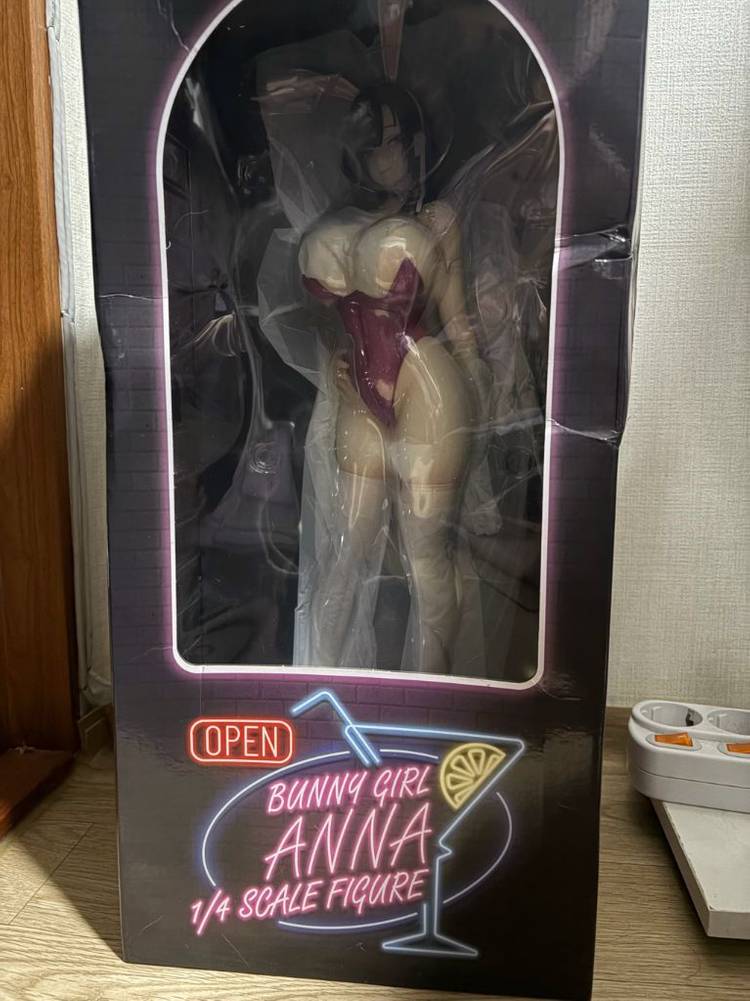 OPEN
BUNNY GIRL
ANNA
1/4 SCALE FIGURE